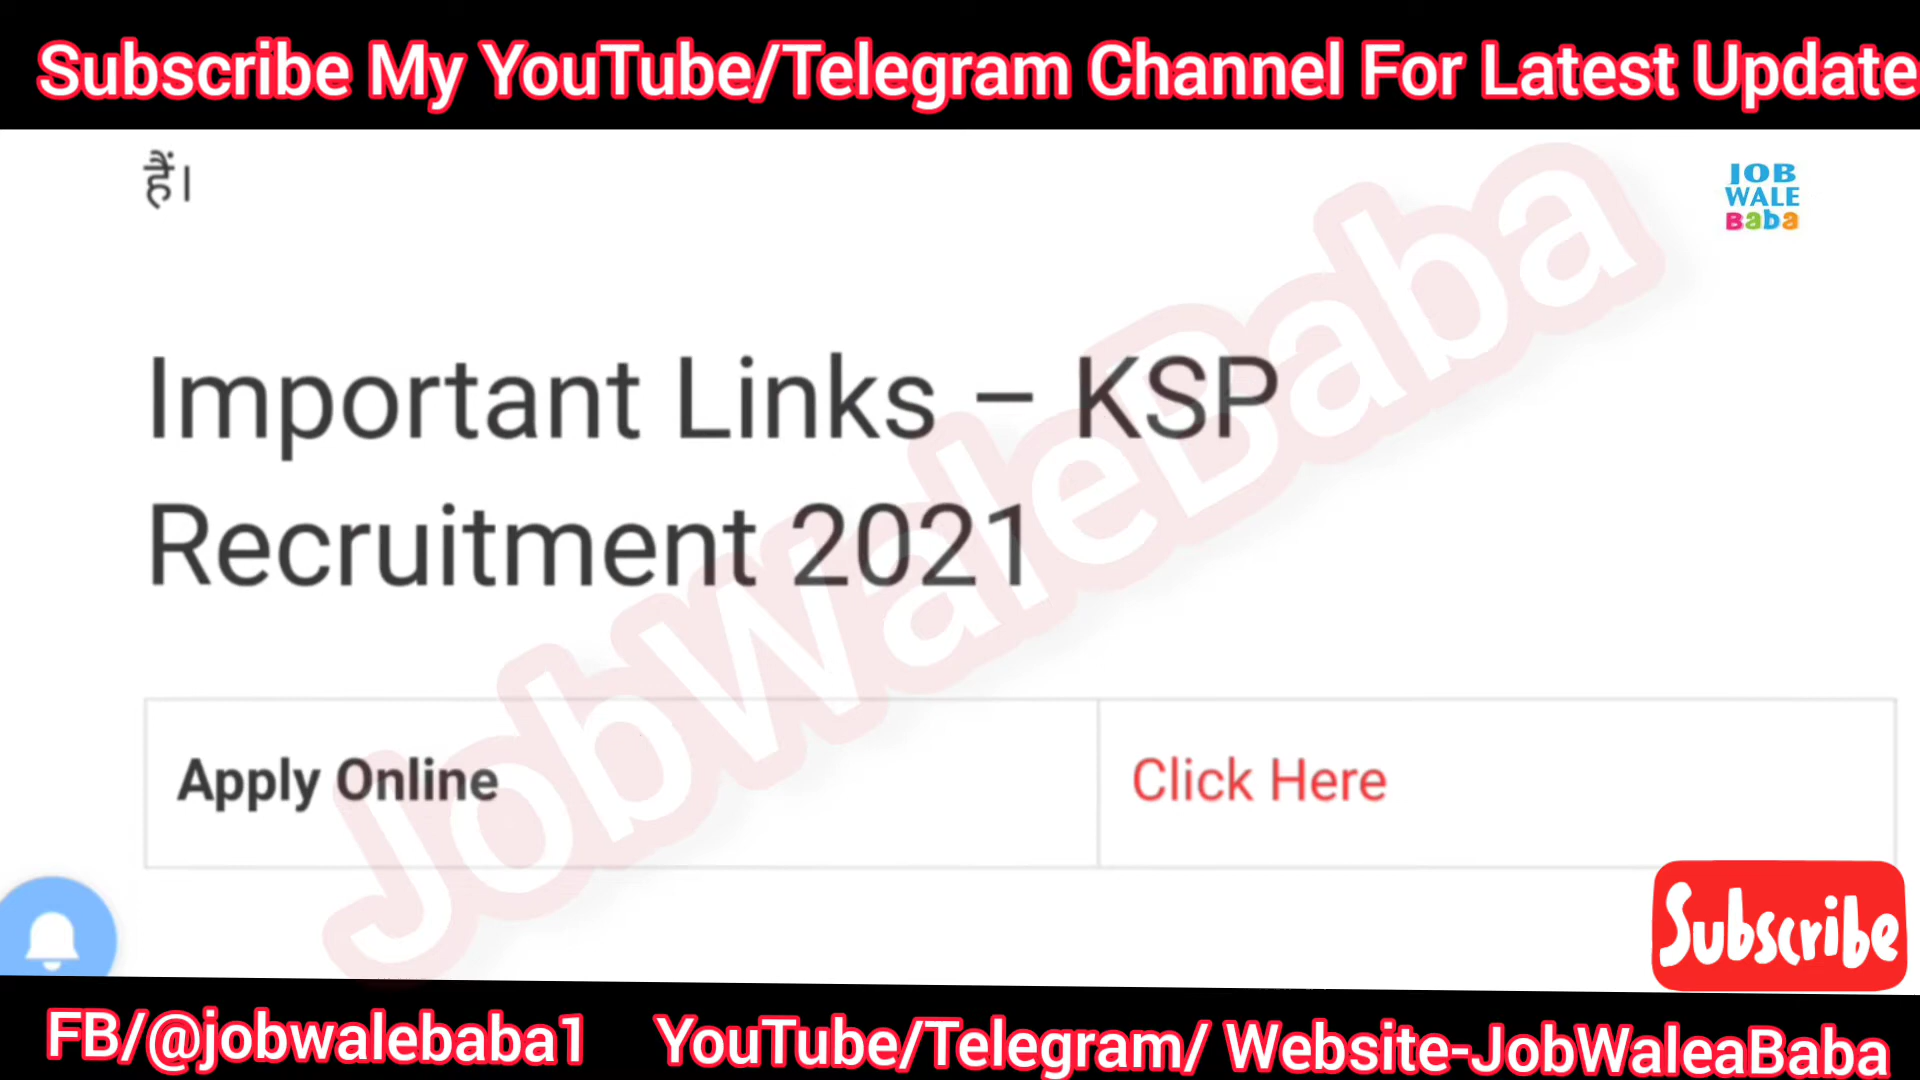 Subscribe My YouTube/Telegram Channel For Latest Update
हैं।
JOB
WALE
Baba
Important Links – KSP
Recruitment 2021
JobWaleBaba
Apply Online Click Here
Subscribe
FB/@jobwalebaba1 YouTube/Telegram/ Website-JobWaleaBaba